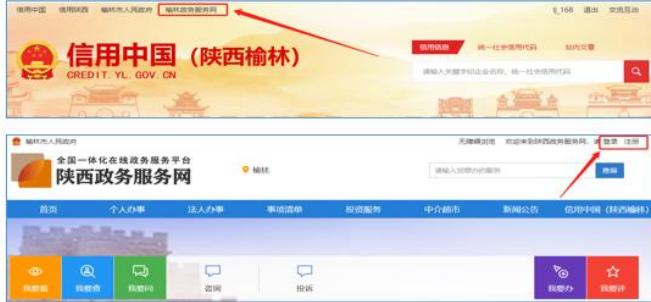 信用中国 信用陕西 榆林市人民政府 榆林政务服务网 lj_168 退出 交流互动
信用中国（陕西榆林）
CREDIT.YL.GOV.CN
信用信息 统一社会信用代码 站内文章
请输入关键字如企业名称、统一社会信用代码
榆林市人民政府 无障碍浏览 欢迎来到陕西政务服务网，请 登录 注册
全国一体化在线政务服务平台
陕西政务服务网
榆林
请输入您想办的服务 查询
首页 个人办事 法人办事 事项清单 投资服务 中介超市 新闻公告 信用中国（陕西榆林）
我要看 我要查 我要问 咨询 投诉 我要办 我要评